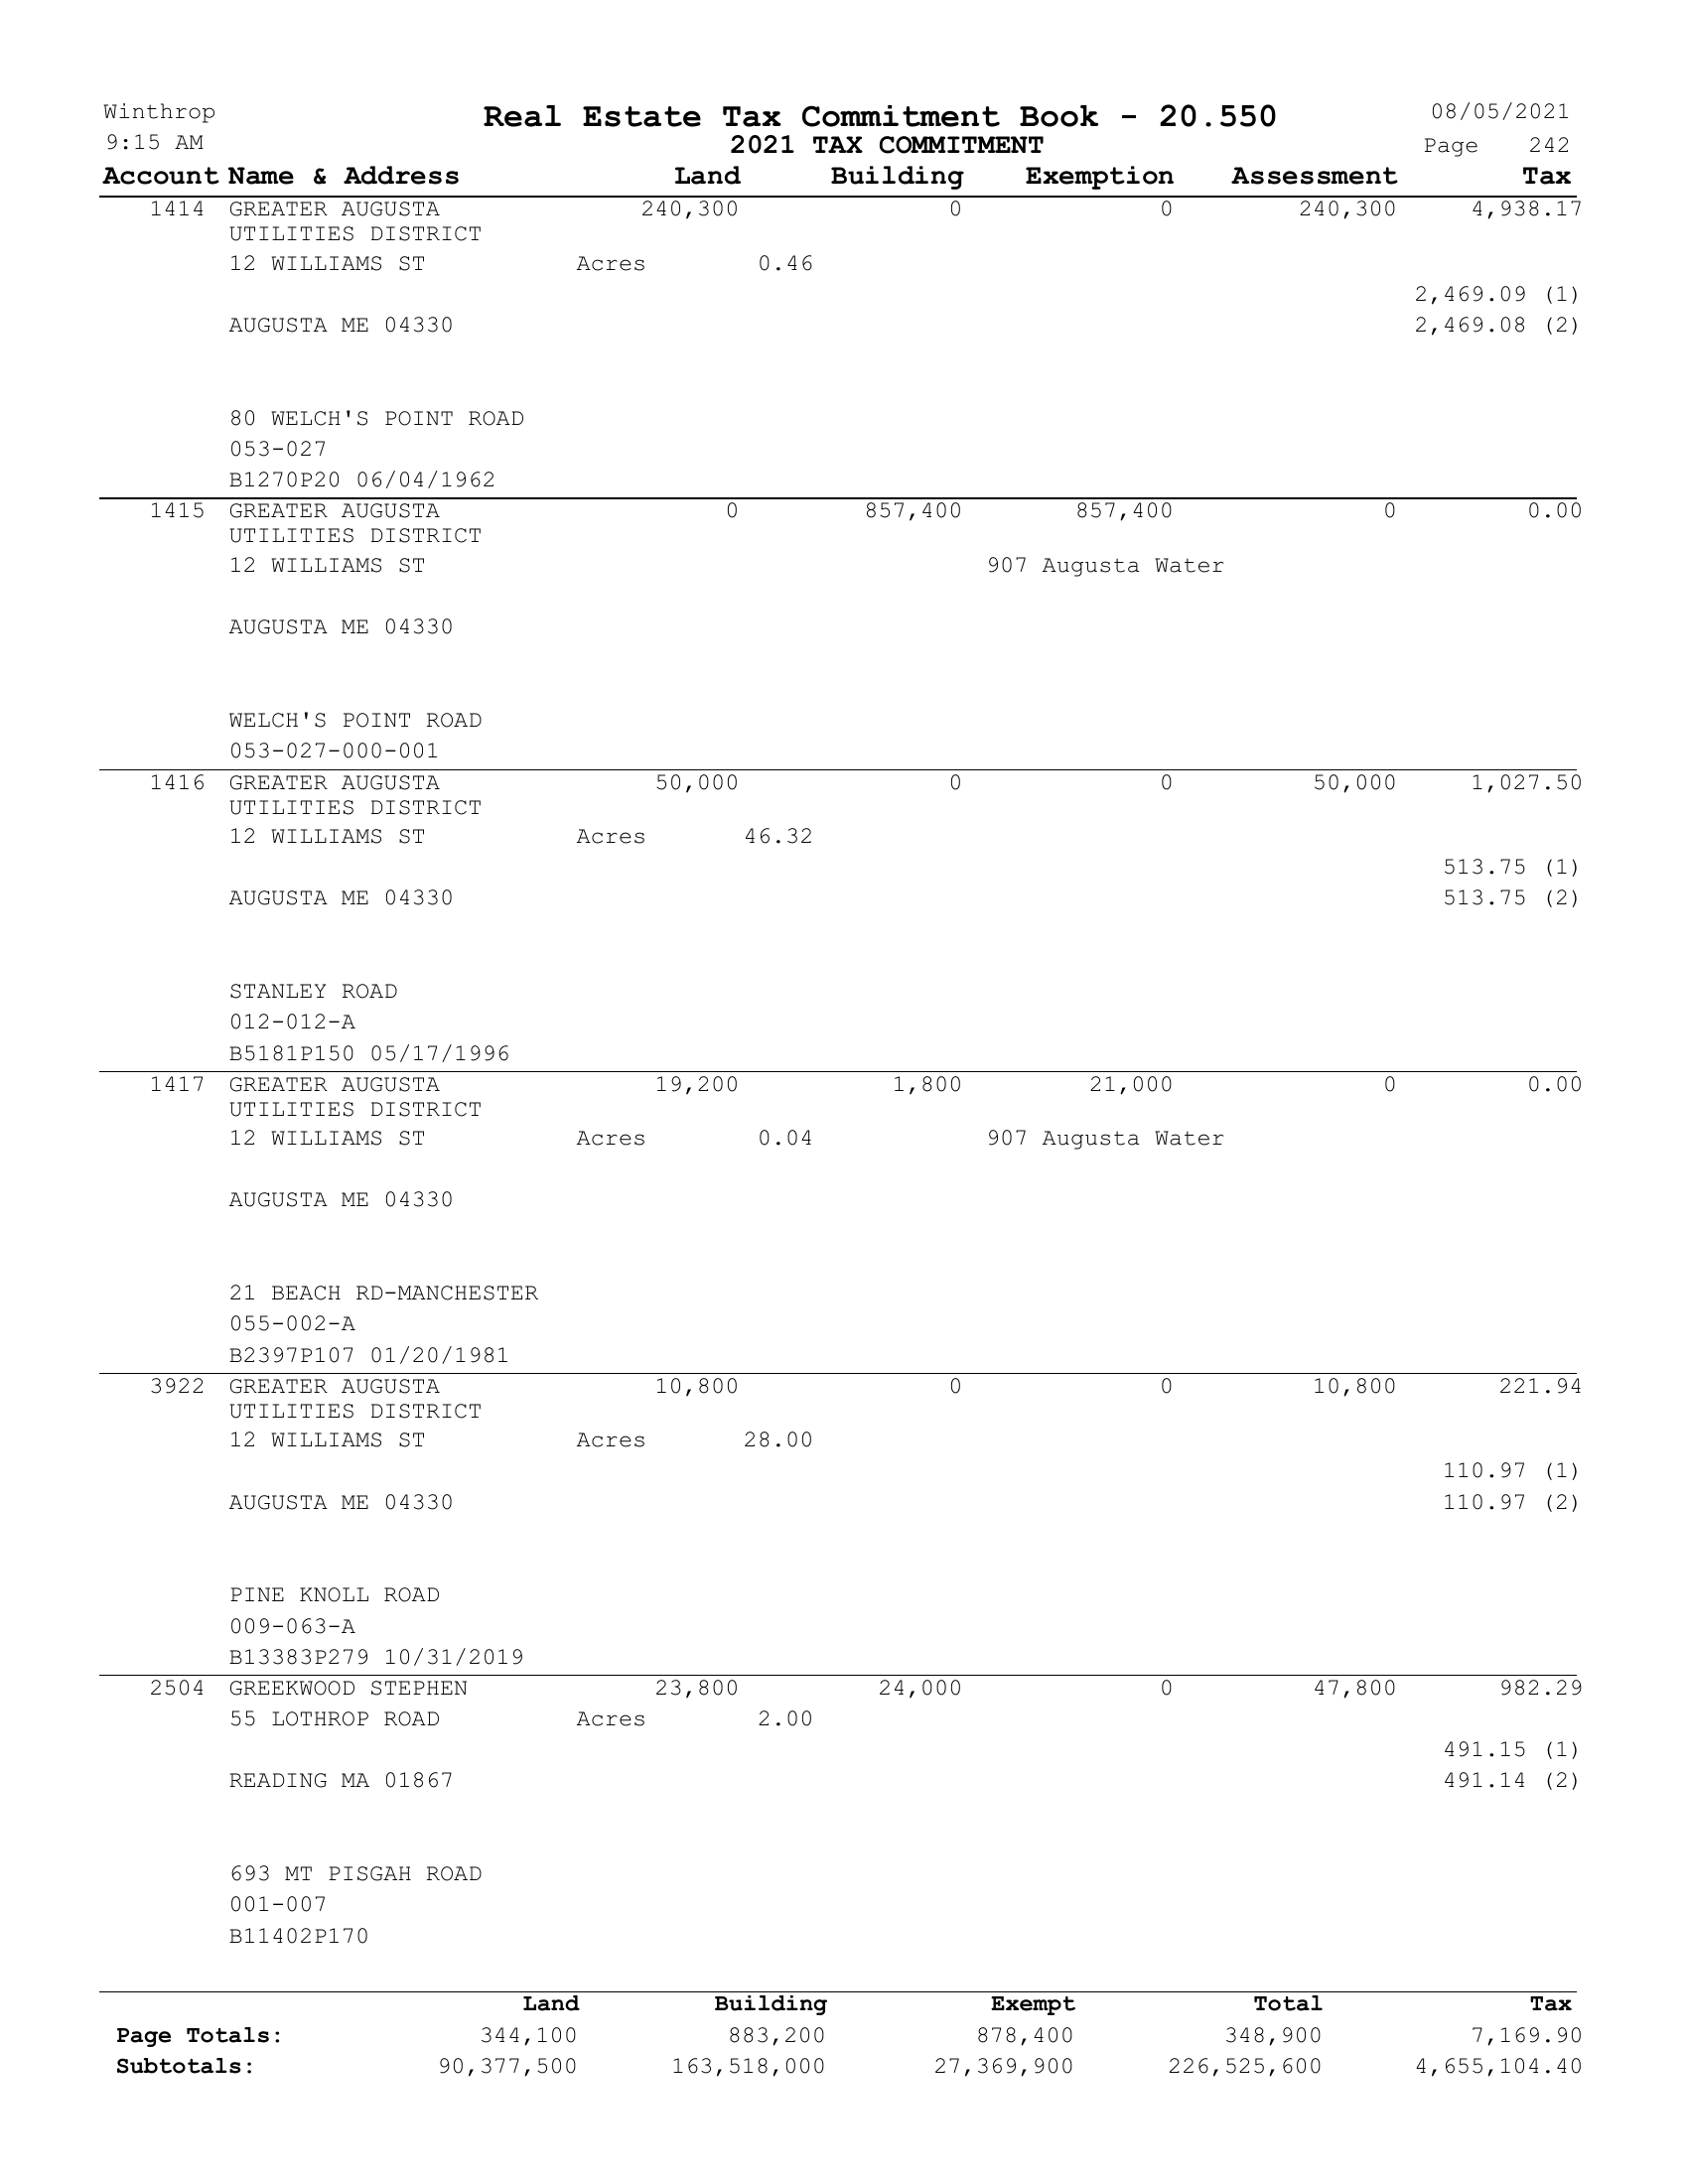 Winthrop Real Estate Tax Commitment Book - 20.550 08/05/2021
9:15 AM 2021 TAX COMMITMENT Page 242
Account Name & Address Land Building Exemption Assessment Tax
1414 GREATER AUGUSTA 240,300 0 0 240,300 4,938.17
UTILITIES DISTRICT
12 WILLIAMS ST Acres 0.46
2,469.09 (1)
AUGUSTA ME 04330 2,469.08 (2)
80 WELCH'S POINT ROAD
053-027
B1270P20 06/04/1962
1415 GREATER AUGUSTA 0 857,400 857,400 0 0.00
UTILITIES DISTRICT
12 WILLIAMS ST 907 Augusta Water
AUGUSTA ME 04330
WELCH'S POINT ROAD
053-027-000-001
1416 GREATER AUGUSTA 50,000 0 0 50,000 1,027.50
UTILITIES DISTRICT
12 WILLIAMS ST Acres 46.32
513.75 (1)
AUGUSTA ME 04330 513.75 (2)
STANLEY ROAD
012-012-A
B5181P150 05/17/1996
1417 GREATER AUGUSTA 19,200 1,800 21,000 0 0.00
UTILITIES DISTRICT
12 WILLIAMS ST Acres 0.04 907 Augusta Water
AUGUSTA ME 04330
21 BEACH RD-MANCHESTER
055-002-A
B2397P107 01/20/1981
3922 GREATER AUGUSTA 10,800 0 0 10,800 221.94
UTILITIES DISTRICT
12 WILLIAMS ST Acres 28.00
110.97 (1)
AUGUSTA ME 04330 110.97 (2)
PINE KNOLL ROAD
009-063-A
B13383P279 10/31/2019
2504 GREEKWOOD STEPHEN 23,800 24,000 0 47,800 982.29
55 LOTHROP ROAD Acres 2.00
491.15 (1)
READING MA 01867 491.14 (2)
693 MT PISGAH ROAD
001-007
B11402P170
Land Building Exempt Total Tax
Page Totals: 344,100 883,200 878,400 348,900 7,169.90
Subtotals: 90,377,500 163,518,000 27,369,900 226,525,600 4,655,104.40